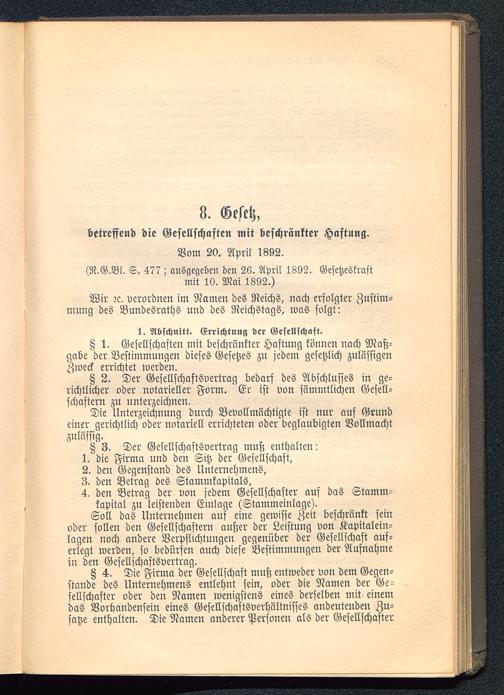 8. Gesetz,
betreffend die Gesellschaften mit beschränkter Haftung.
Vom 20. April 1892.
(R.G.Bl. S. 477; ausgegeben den 26. April 1892. Gesetzeskraft
mit 10. Mai 1892.)
Wir ꝛc. verordnen im Namen des Reichs, nach erfolgter Zustim-
mung des Bundesraths und des Reichstags, was folgt:
1. Abschnitt. Errichtung der Gesellschaft.
§ 1. Gesellschaften mit beschränkter Haftung können nach Maß-
gabe der Bestimmungen dieses Gesetzes zu jedem gesetzlich zulässigen
Zweck errichtet werden.
§ 2. Der Gesellschaftsvertrag bedarf des Abschlusses in ge-
richtlicher oder notarieller Form. Er ist von sämmtlichen Gesell-
schaftern zu unterzeichnen.
Die Unterzeichnung durch Bevollmächtigte ist nur auf Grund
einer gerichtlich oder notariell errichteten oder beglaubigten Vollmacht
zulässig.
§ 3. Der Gesellschaftsvertrag muß enthalten:
1. die Firma und den Sitz der Gesellschaft,
2. den Gegenstand des Unternehmens,
3. den Betrag des Stammkapitals,
4. den Betrag der von jedem Gesellschafter auf das Stamm-
kapital zu leistenden Einlage (Stammeinlage).
Soll das Unternehmen auf eine gewisse Zeit beschränkt sein
oder sollen den Gesellschaftern außer der Leistung von Kapitalein-
lagen noch andere Verpflichtungen gegenüber der Gesellschaft auf-
erlegt werden, so bedürfen auch diese Bestimmungen der Aufnahme
in den Gesellschaftsvertrag.
§ 4. Die Firma der Gesellschaft muß entweder von dem Gegen-
stande des Unternehmens entlehnt sein, oder die Namen der Ge-
sellschafter oder den Namen wenigstens eines derselben mit einem
das Vorhandensein eines Gesellschaftsverhältnisses andeutenden Zu-
satze enthalten. Die Namen anderer Personen als der Gesellschafter